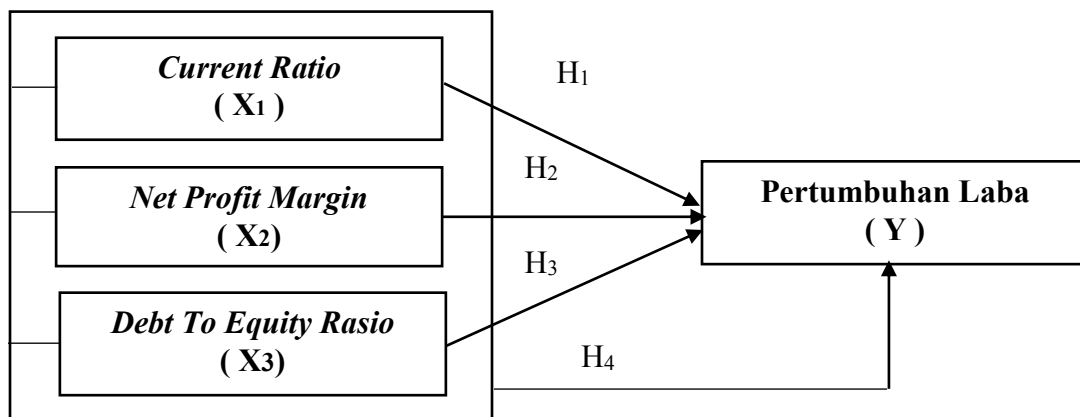 Current Ratio
( X1 )
H1
Net Profit Margin
( X2)
H2
Pertumbuhan Laba
( Y )
H3
Debt To Equity Rasio
( X3)
H4